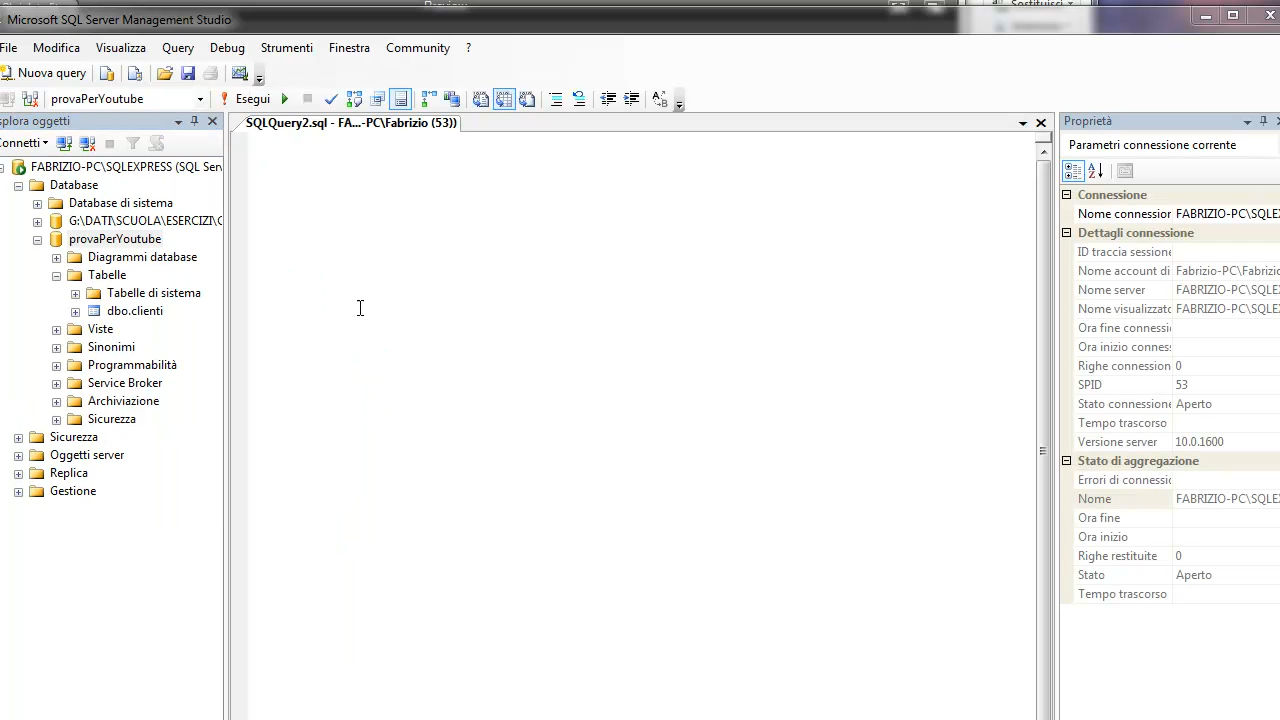 Microsoft SQL Server Management Studio
File Modifica Visualizza Query Debug Strumenti Finestra Community ?
Nuova query
provaPerYoutube Esegui
splora oggetti
onnetti
FABRIZIO-PC\SQLEXPRESS (SQL Ser
Database
Database di sistema
G:\DATI\SCUOLA\ESERCIZI\
provaPerYoutube
Diagrammi database
Tabelle
Tabelle di sistema
dbo.clienti
Viste
Sinonimi
Programmabilità
Service Broker
Archiviazione
Sicurezza
Sicurezza
Oggetti server
Replica
Gestione
SQLQuery2.sql - FA...-PC\Fabrizio (53))
Proprietà
Parametri connessione corrente
Connessione
Nome connession FABRIZIO-PC\SQLE
Dettagli connessione
ID traccia sessione
Nome account di Fabrizio-PC\Fabrizio
Nome server FABRIZIO-PC\SQLE
Nome visualizzato FABRIZIO-PC\SQLE
Ora fine connessi
Ora inizio conness
Righe connession 0
SPID 53
Stato connessione Aperto
Tempo trascorso
Versione server 10.0.1600
Stato di aggregazione
Errori di connessi
Nome FABRIZIO-PC\SQLE
Ora fine
Ora inizio
Righe restituite 0
Stato Aperto
Tempo trascorso